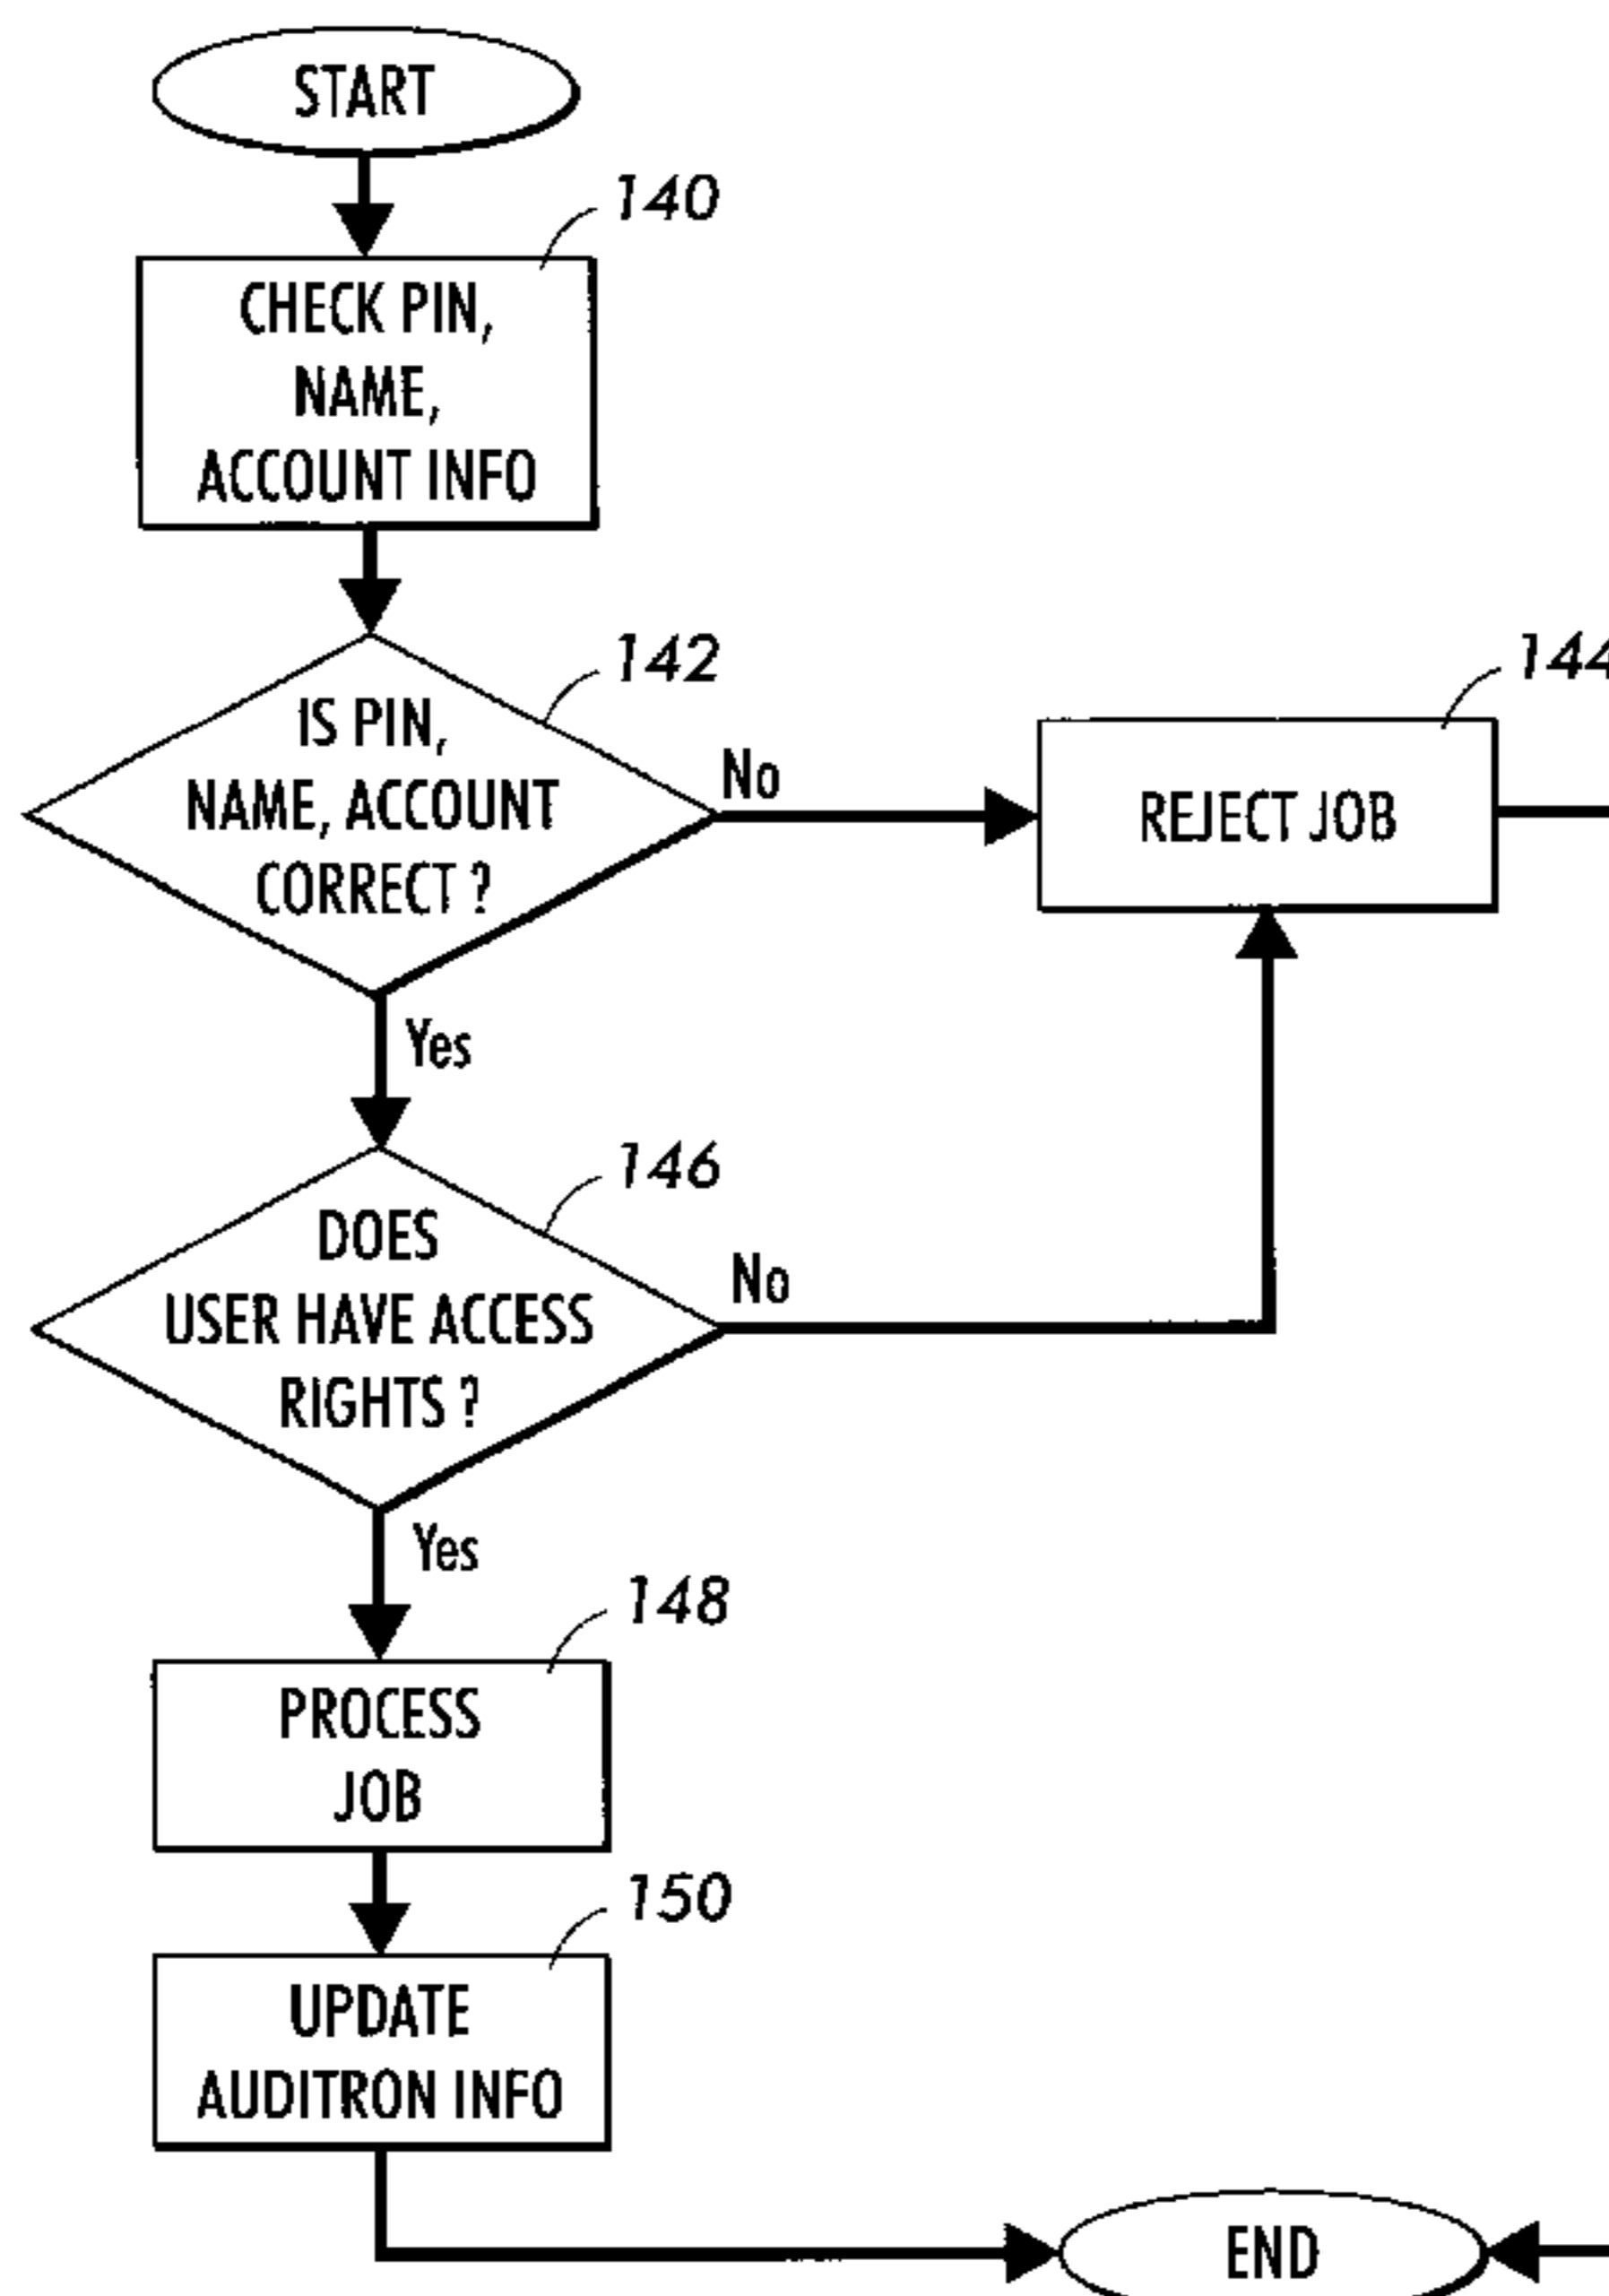 START
140
CHECK PIN,
NAME,
ACCOUNT INFO
142
IS PIN,
NAME, ACCOUNT
CORRECT ?
No
144
REJECT JOB
Yes
146
DOES
USER HAVE ACCESS
RIGHTS ?
No
Yes
148
PROCESS
JOB
150
UPDATE
AUDITRON INFO
END